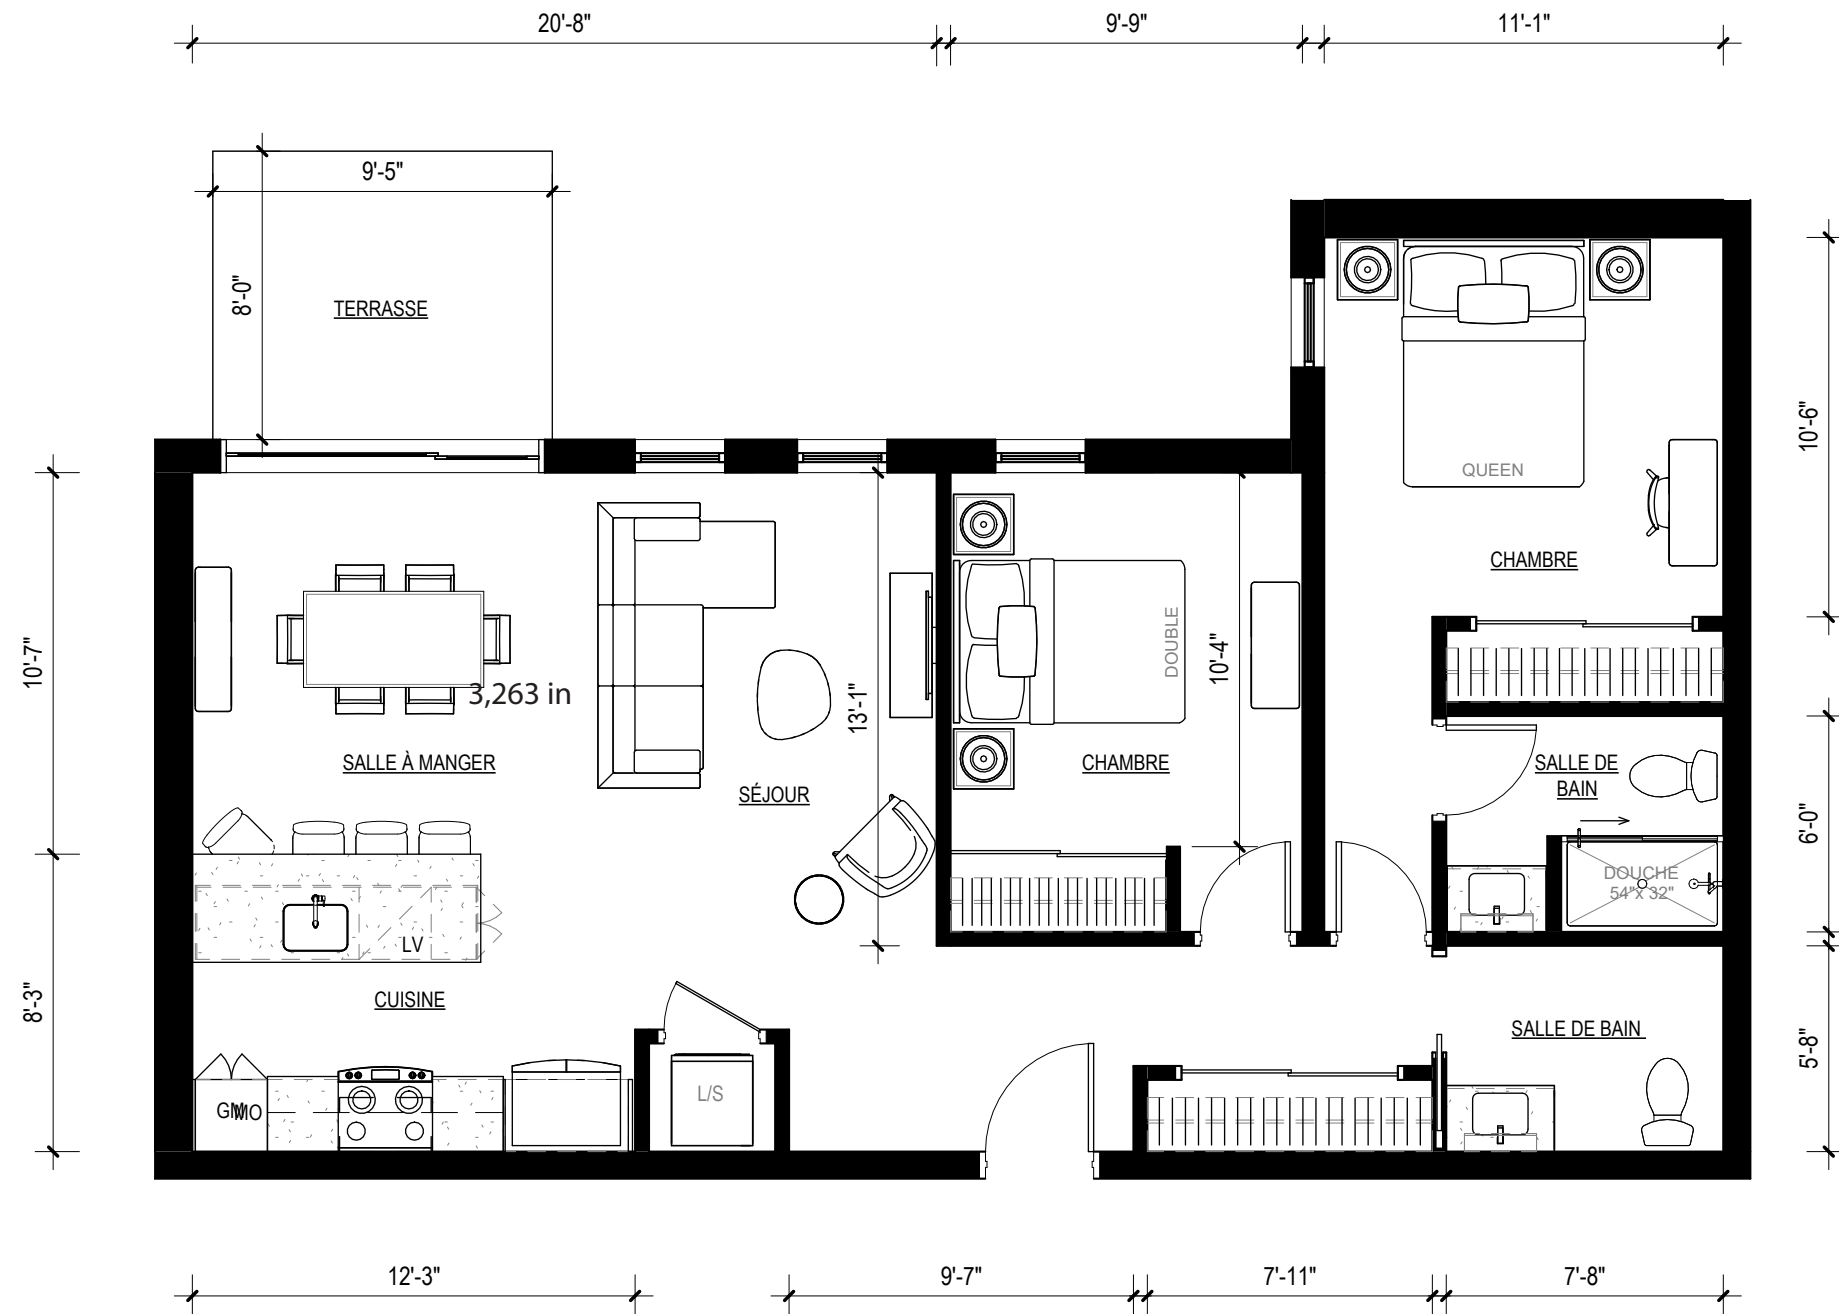 20'-8"
9'-9"
11'-1"
9'-5"
8'-0"
TERRASSE
10'-6"
QUEEN
CHAMBRE
10'-7"
3,263 in
13'-1"
DOUBLE
10'-4"
SALLE À MANGER
SÉJOUR
CHAMBRE
SALLE DE
BAIN
6'-0"
DOUCHE
54"x 32"
LV
8'-3"
CUISINE
SALLE DE BAIN
5'-8"
GM
MO
L/S
12'-3"
9'-7"
7'-11"
7'-8"